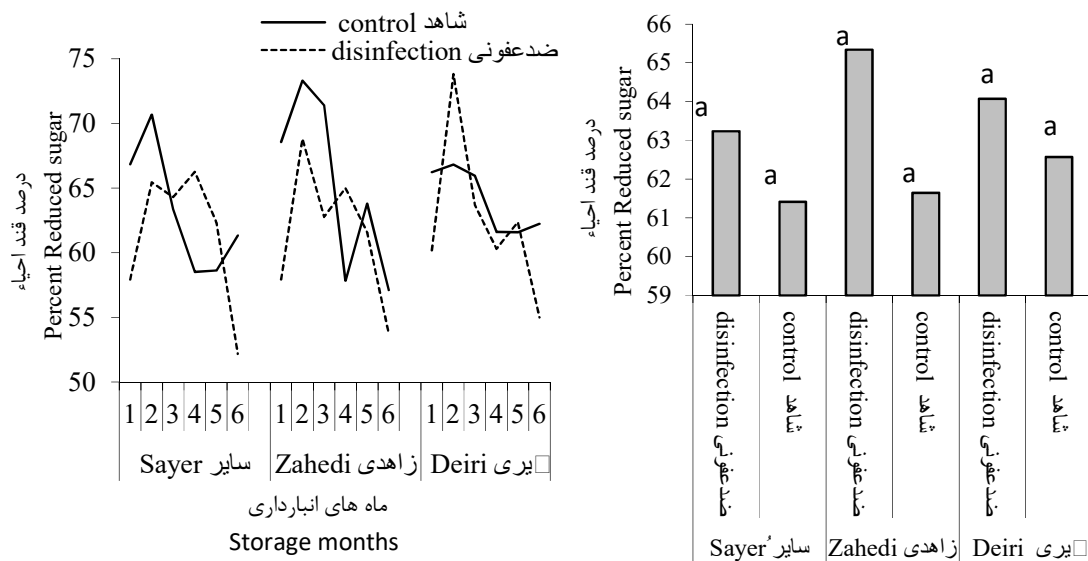 شاهد control
ضدعفونی disinfection
درصد قند احیاء
Percent Reduced sugar
75
70
65
60
55
50
1 2 3 4 5 6 1 2 3 4 5 6 1 2 3 4 5 6
سایر Sayer زاهدی Zahedi یری Deiri
ماه های انبارداری
Storage months
درصد قند احیاء
Percent Reduced sugar
66
65
64
63
62
61
60
59
a a a a a a
ضدعفونی disinfection
شاهد control
ضدعفونی disinfection
شاهد control
ضدعفونی disinfection
شاهد control
سایر Sayer زاهدی Zahedi یری Deiri